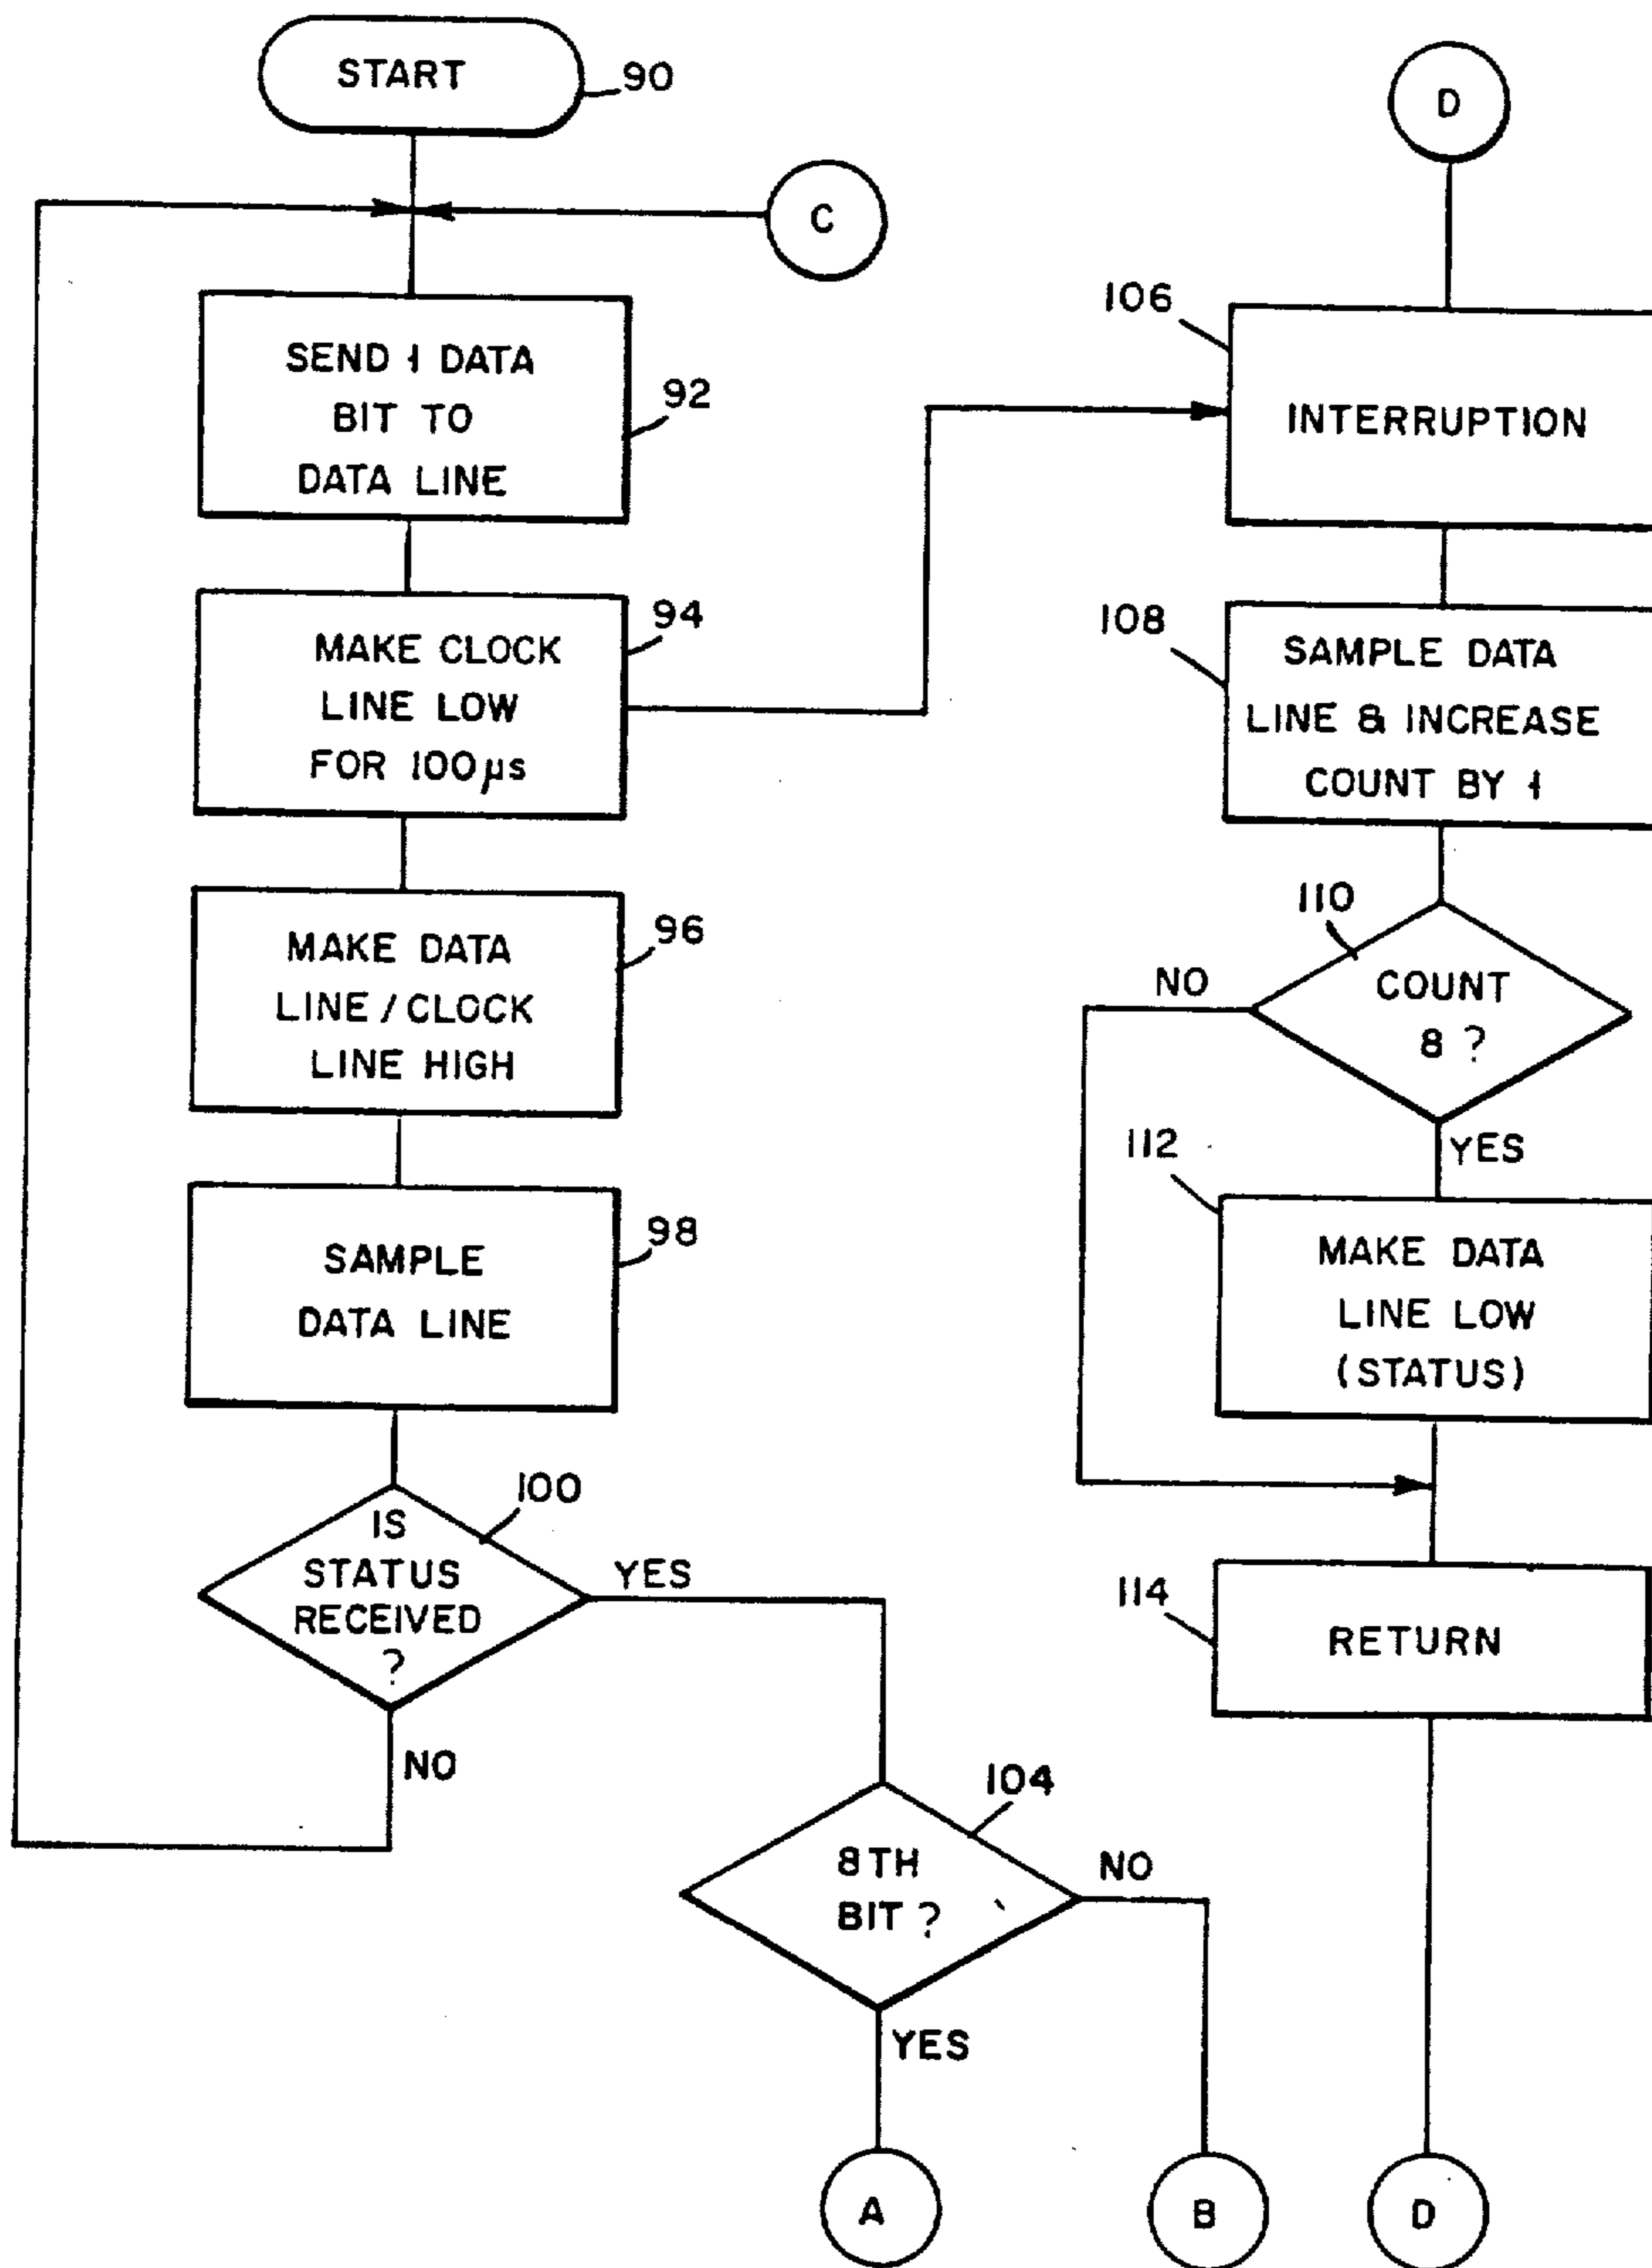 START
90
C
SEND 1 DATA
BIT TO
DATA LINE
92
MAKE CLOCK
LINE LOW
FOR 100µs
94
MAKE DATA
LINE / CLOCK
LINE HIGH
96
SAMPLE
DATA LINE
98
IS
STATUS
RECEIVED
?
100
YES
NO
8TH
BIT ?
104
NO
YES
A
B
D
106
INTERRUPTION
108
SAMPLE DATA
LINE & INCREASE
COUNT BY 1
110
COUNT
8 ?
NO
YES
112
MAKE DATA
LINE LOW
(STATUS)
114
RETURN
D